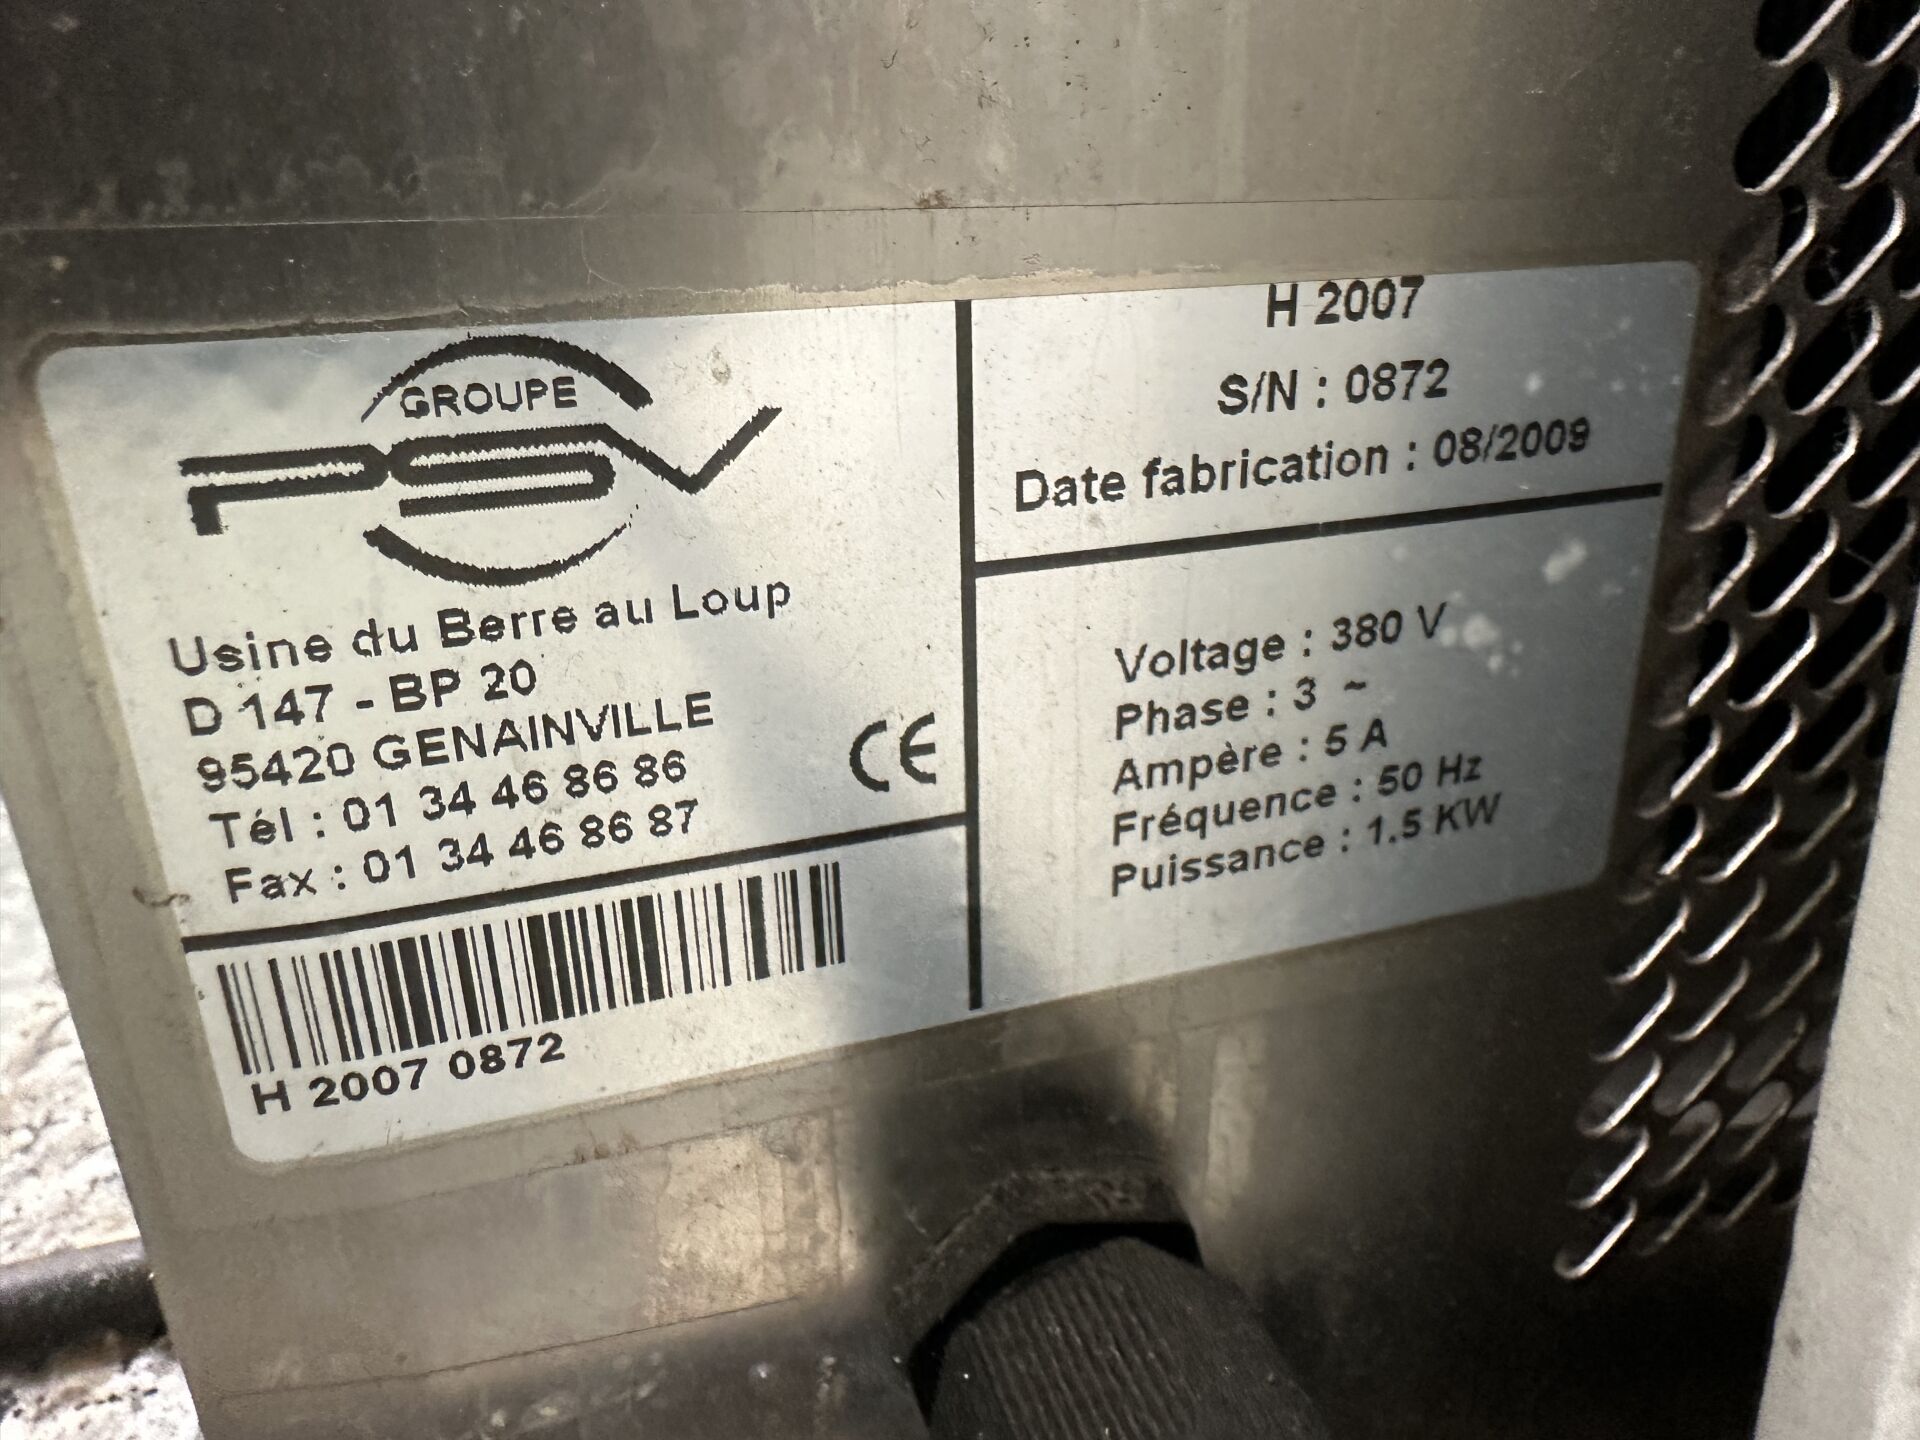 GROUPE
PSV
Usine du Berre au Loup
D 147 - BP 20
95420 GENAINVILLE
Tél : 01 34 46 86 86
Fax : 01 34 46 86 87
CE
H 2007 0872
H 2007
S/N : 0872
Date fabrication : 08/2009
Voltage : 380 V
Phase : 3 ~
Ampère : 5 A
Fréquence : 50 Hz
Puissance : 1.5 KW